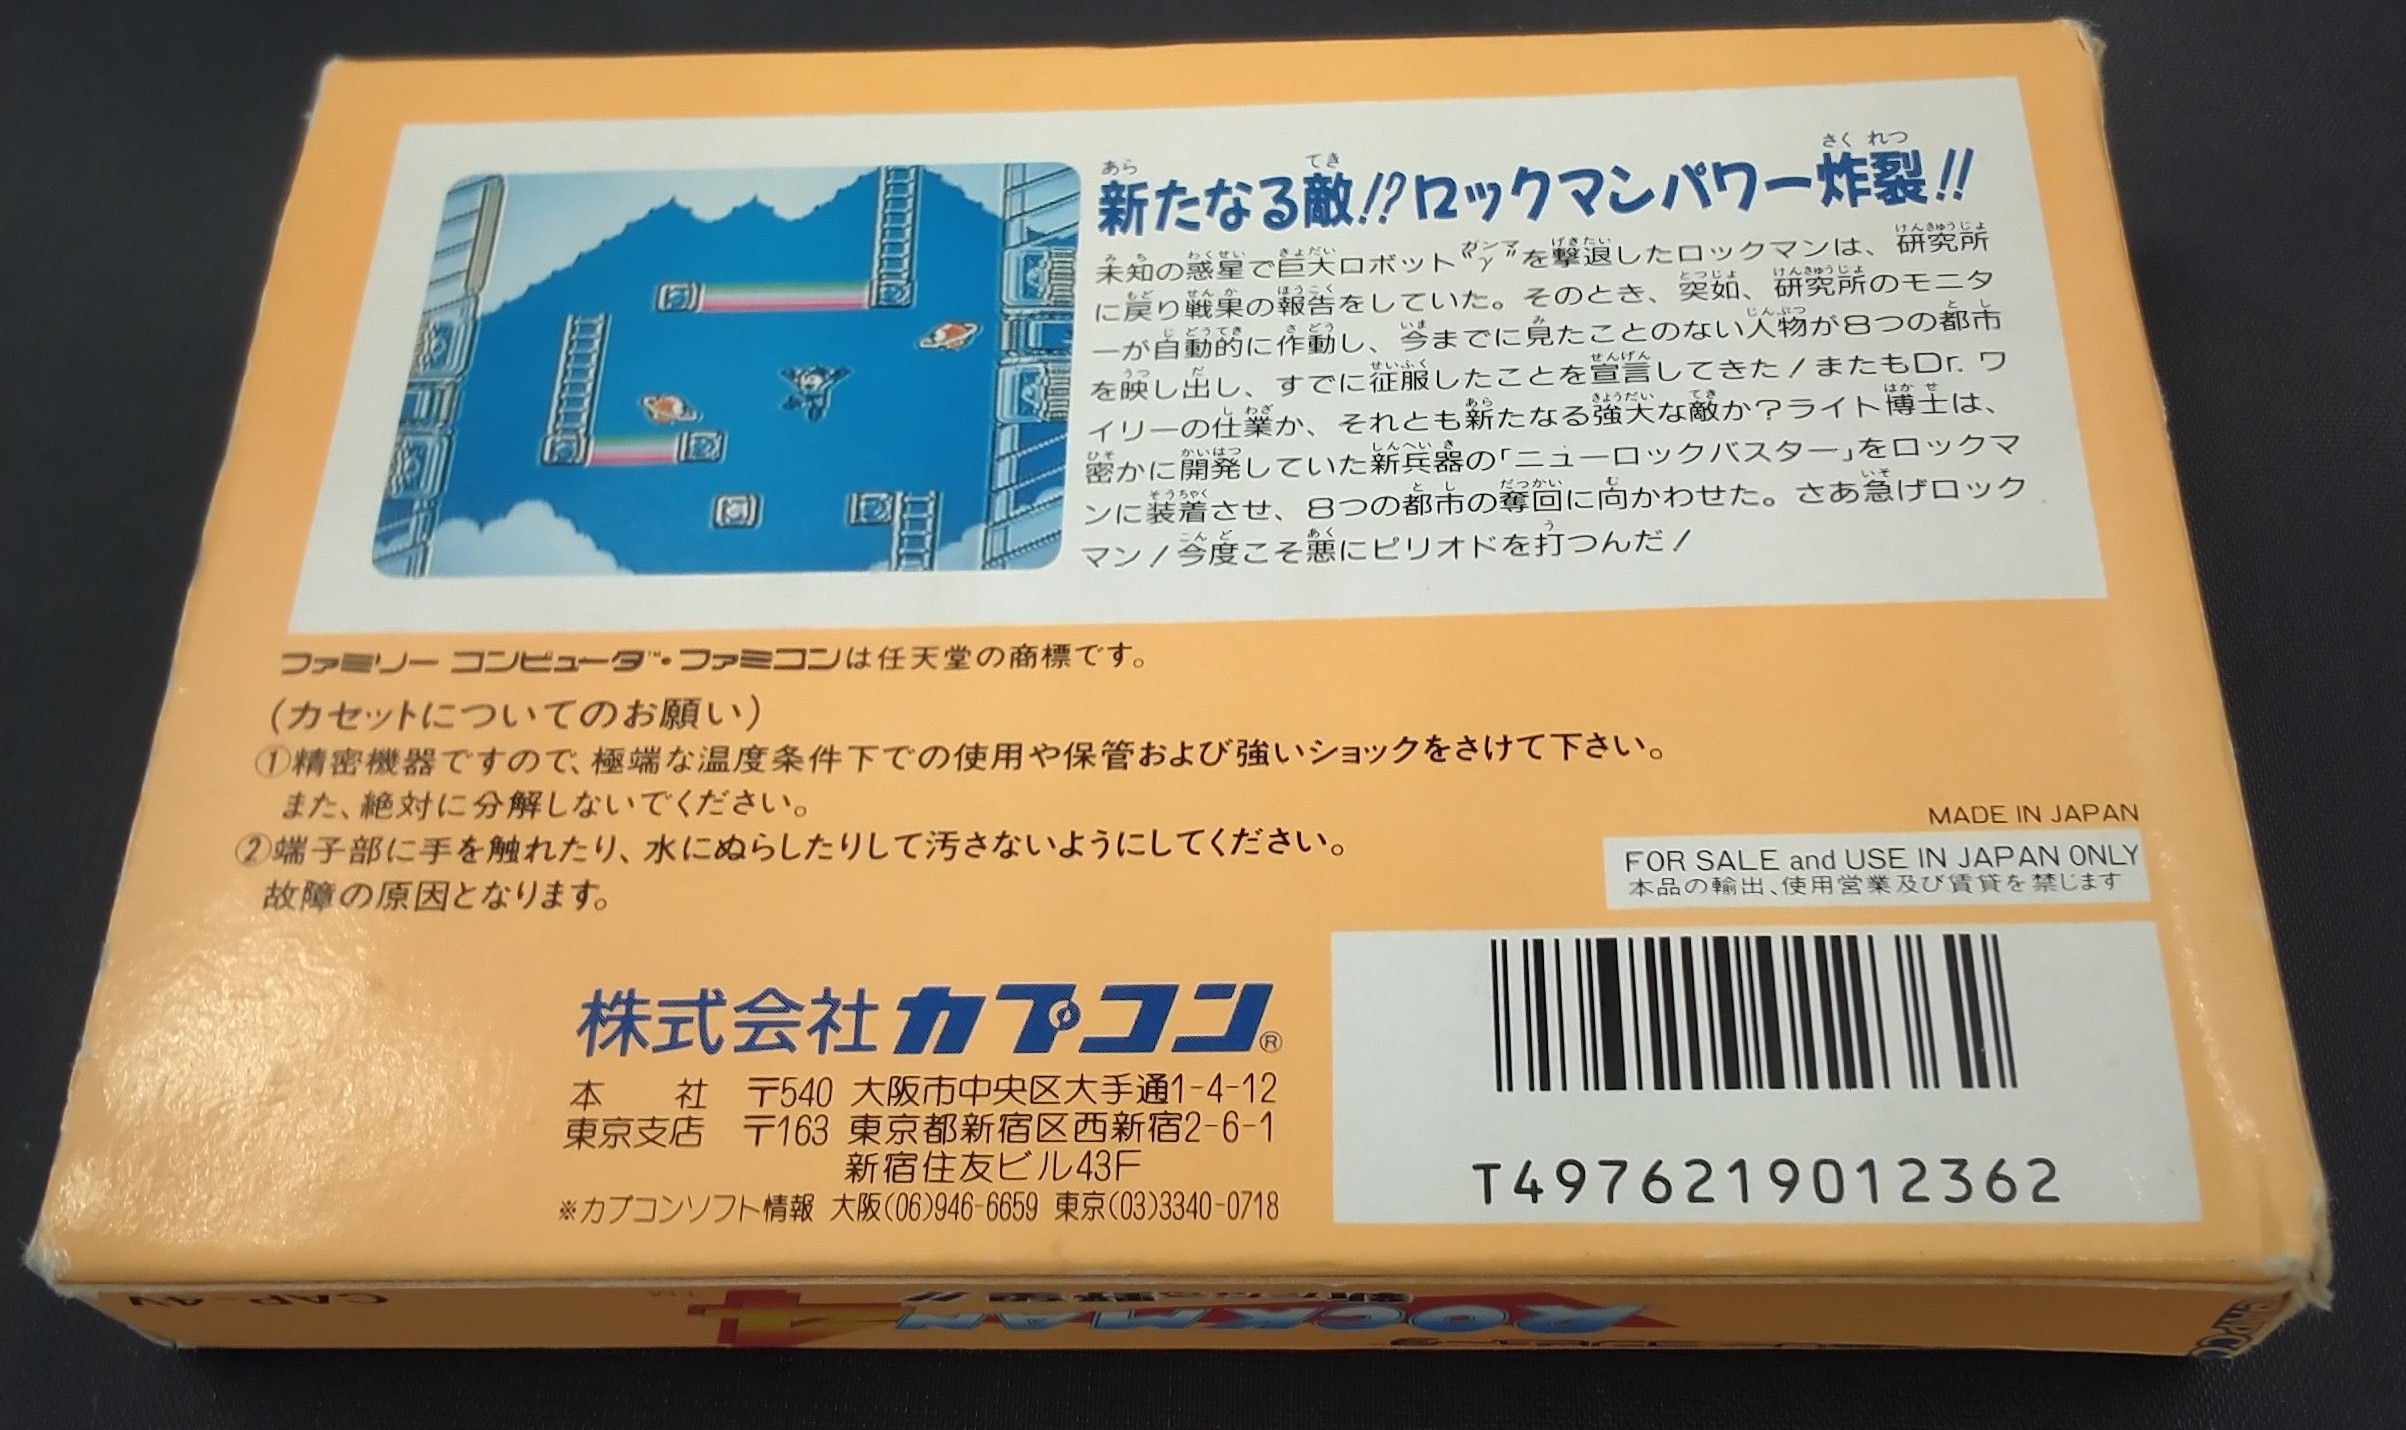 新たなる敵!?ロックマンパワー炸裂!!
未知の惑星で巨大ロボット“γ”を撃退したロックマンは、研究所
に戻り戦果の報告をしていた。そのとき、突如、研究所のモニタ
ーが自動的に作動し、今までに見たことのない人物が8つの都市
を映し出し、すでに征服したことを宣言してきた！またもDr.ワ
イリーの仕業か、それとも新たなる強大な敵か？ライト博士は、
密かに開発していた新兵器の「ニューロックバスター」をロックマ
ンに装着させ、8つの都市の奪回に向かわせた。さあ急げロック
マン！今度こそ悪にピリオドを打つんだ！
ファミリーコンピュータ™・ファミコンは任天堂の商標です。
(カセットについてのお願い)
①精密機器ですので、極端な温度条件下での使用や保管および強いショックをさけて下さい。
また、絶対に分解しないでください。
②端子部に手を触れたり、水にぬらしたりして汚さないようにしてください。
故障の原因となります。
MADE IN JAPAN
FOR SALE and USE IN JAPAN ONLY
本品の輸出、使用営業及び賃貸を禁じます
株式会社カプコン®
本 社 〒540 大阪市中央区大手通1-4-12
東京支店 〒163 東京都新宿区西新宿2-6-1
新宿住友ビル43F
※カプコンソフト情報 大阪(06)946-6659 東京(03)3340-0718
T4976219012362
CAP-4V
ROCKMAN 4
新たなる野望!!